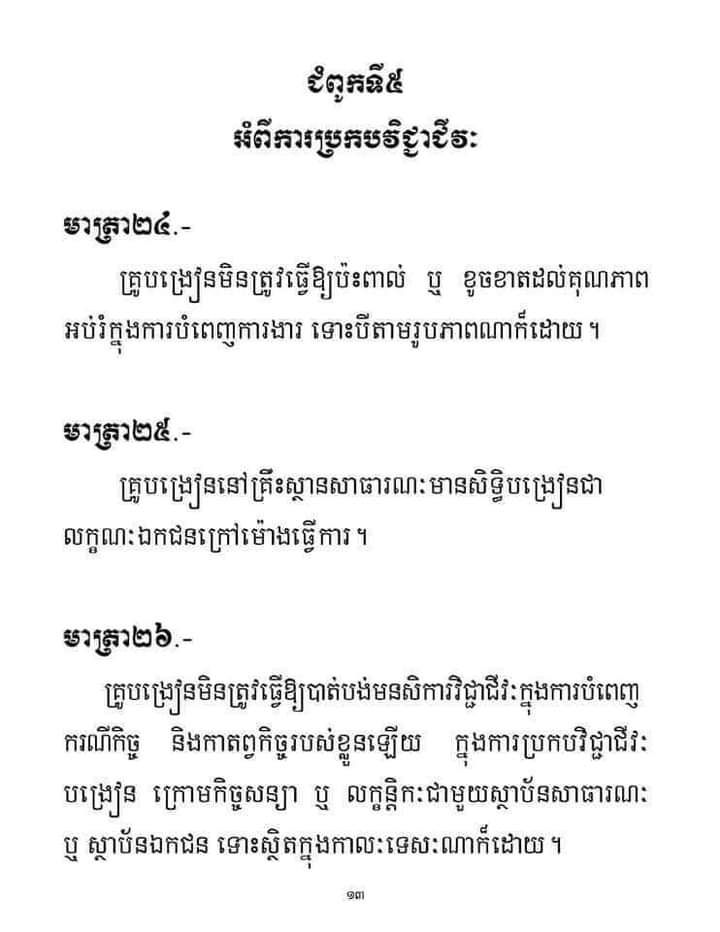 ជំពូកទី៥
អំពីការប្រកបវិជ្ជាជីវៈ
មាត្រា២៤.-
គ្រូបង្រៀនមិនត្រូវធ្វើឱ្យប៉ះពាល់ ឬ ខូចខាតដល់គុណភាព
អប់រំក្នុងការបំពេញការងារ ទោះបីតាមរូបភាពណាក៏ដោយ។
មាត្រា២៥.-
គ្រូបង្រៀននៅគ្រឹះស្ថានសាធារណៈមានសិទ្ធិបង្រៀនជា
លក្ខណៈឯកជនក្រៅម៉ោងធ្វើការ។
មាត្រា២៦.-
គ្រូបង្រៀនមិនត្រូវធ្វើឱ្យបាត់បង់មនសិការវិជ្ជាជីវៈក្នុងការបំពេញ
ករណីកិច្ច និងកាតព្វកិច្ចរបស់ខ្លួនឡើយ ក្នុងការប្រកបវិជ្ជាជីវៈ
បង្រៀន ក្រោមកិច្ចសន្យា ឬ លក្ខន្តិកៈជាមួយស្ថាប័នសាធារណៈ
ឬ ស្ថាប័នឯកជន ទោះស្ថិតក្នុងកាលៈទេសៈណាក៏ដោយ។
១៣